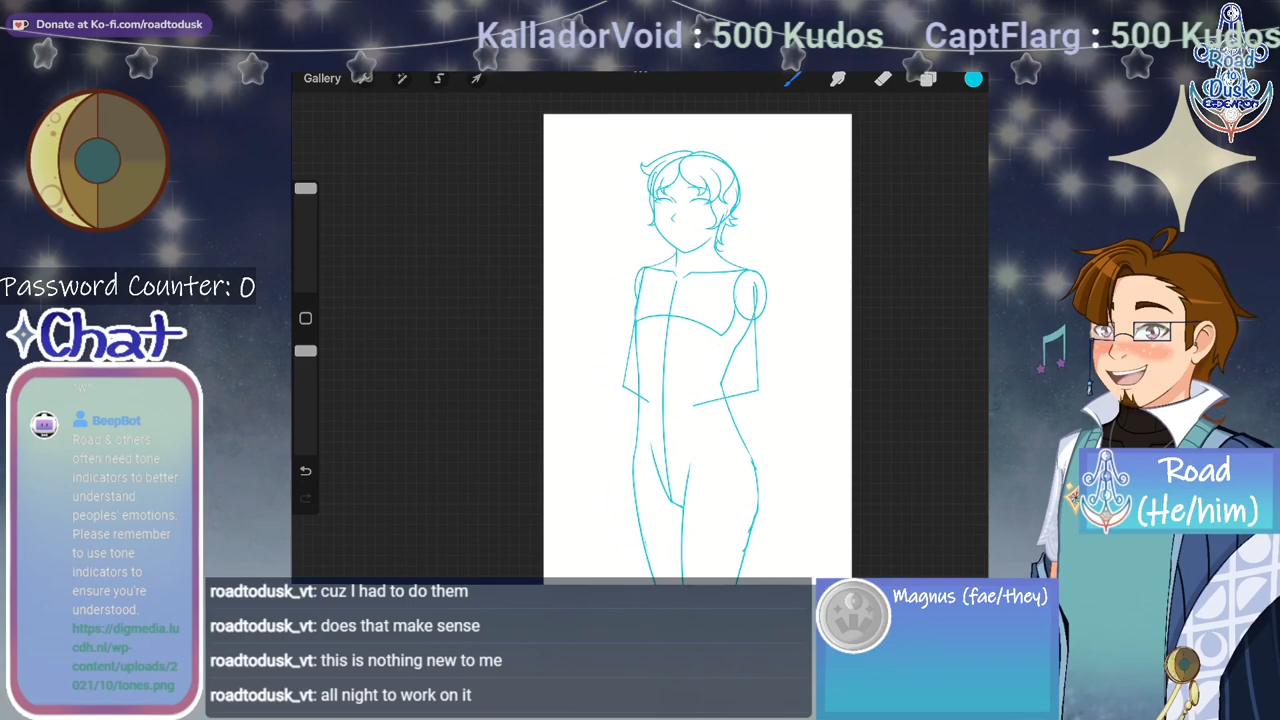 Donate at Ko-fi.com/roadtodusk
KalladorVoid : 500 Kudos CaptFlarg : 500 Kudos
Road
to
Dusk
Gallery
Password Counter: 0
Chat
BeepBot
Road & others
often need tone
indicators to better
understand
peoples' emotions.
Please remember
to use tone
indicators to
ensure you're
understood.
https://digmedia.lu
cdh.nl/wp-
content/uploads/2
021/10/tones.png
roadtodusk_vt: cuz I had to do them
roadtodusk_vt: does that make sense
roadtodusk_vt: this is nothing new to me
roadtodusk_vt: all night to work on it
Magnus (fae/they)
Road
(He/him)